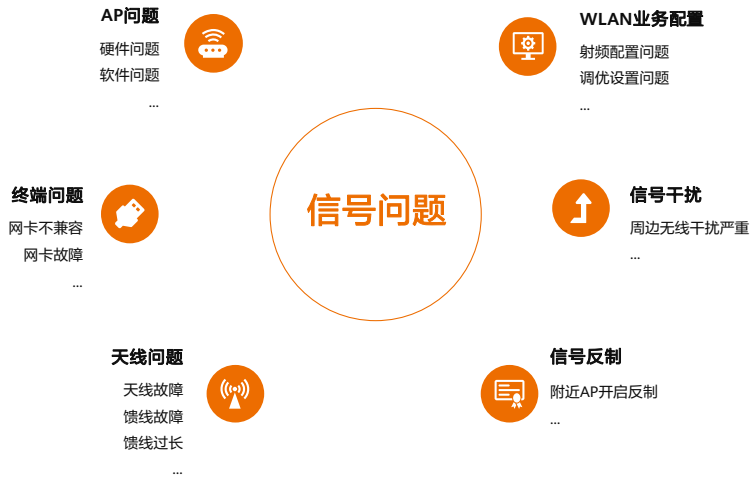 AP问题
硬件问题
软件问题
...
WLAN业务配置
射频配置问题
调优设置问题
...
终端问题
网卡不兼容
网卡故障
...
信号问题
信号干扰
周边无线干扰严重
...
天线问题
天线故障
馈线故障
馈线过长
...
信号反制
附近AP开启反制
...